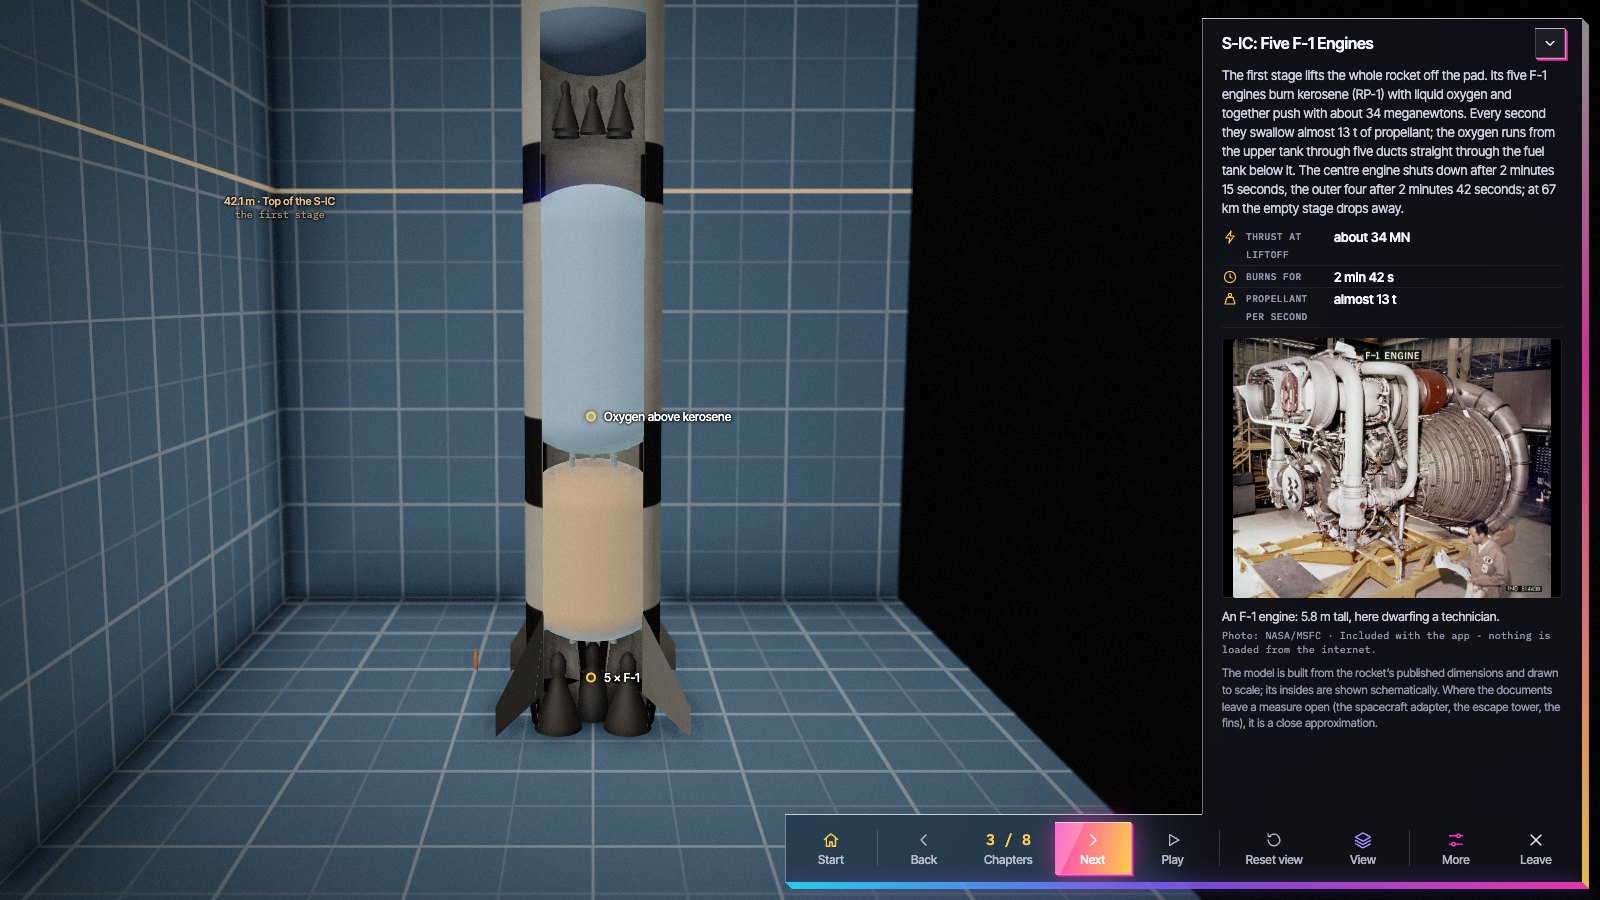 42.1 m · Top of the S-IC
the first stage
Oxygen above kerosene
5 × F-1
S-IC: Five F-1 Engines
The first stage lifts the whole rocket off the pad. Its five F-1
engines burn kerosene (RP-1) with liquid oxygen and
together push with about 34 meganewtons. Every second
they swallow almost 13 t of propellant; the oxygen runs from
the upper tank through five ducts straight through the fuel
tank below it. The centre engine shuts down after 2 minutes
15 seconds, the outer four after 2 minutes 42 seconds; at 67
km the empty stage drops away.
THRUST AT
LIFTOFF
about 34 MN
BURNS FOR
2 min 42 s
PROPELLANT
PER SECOND
almost 13 t
F-1 ENGINE
An F-1 engine: 5.8 m tall, here dwarfing a technician.
Photo: NASA/MSFC · Included with the app - nothing is
loaded from the internet.
The model is built from the rocket's published dimensions and drawn
to scale; its insides are shown schematically. Where the documents
leave a measure open (the spacecraft adapter, the escape tower, the
fins), it is a close approximation.
Start
Back
3 / 8
Chapters
Next
Play
Reset view
View
More
Leave